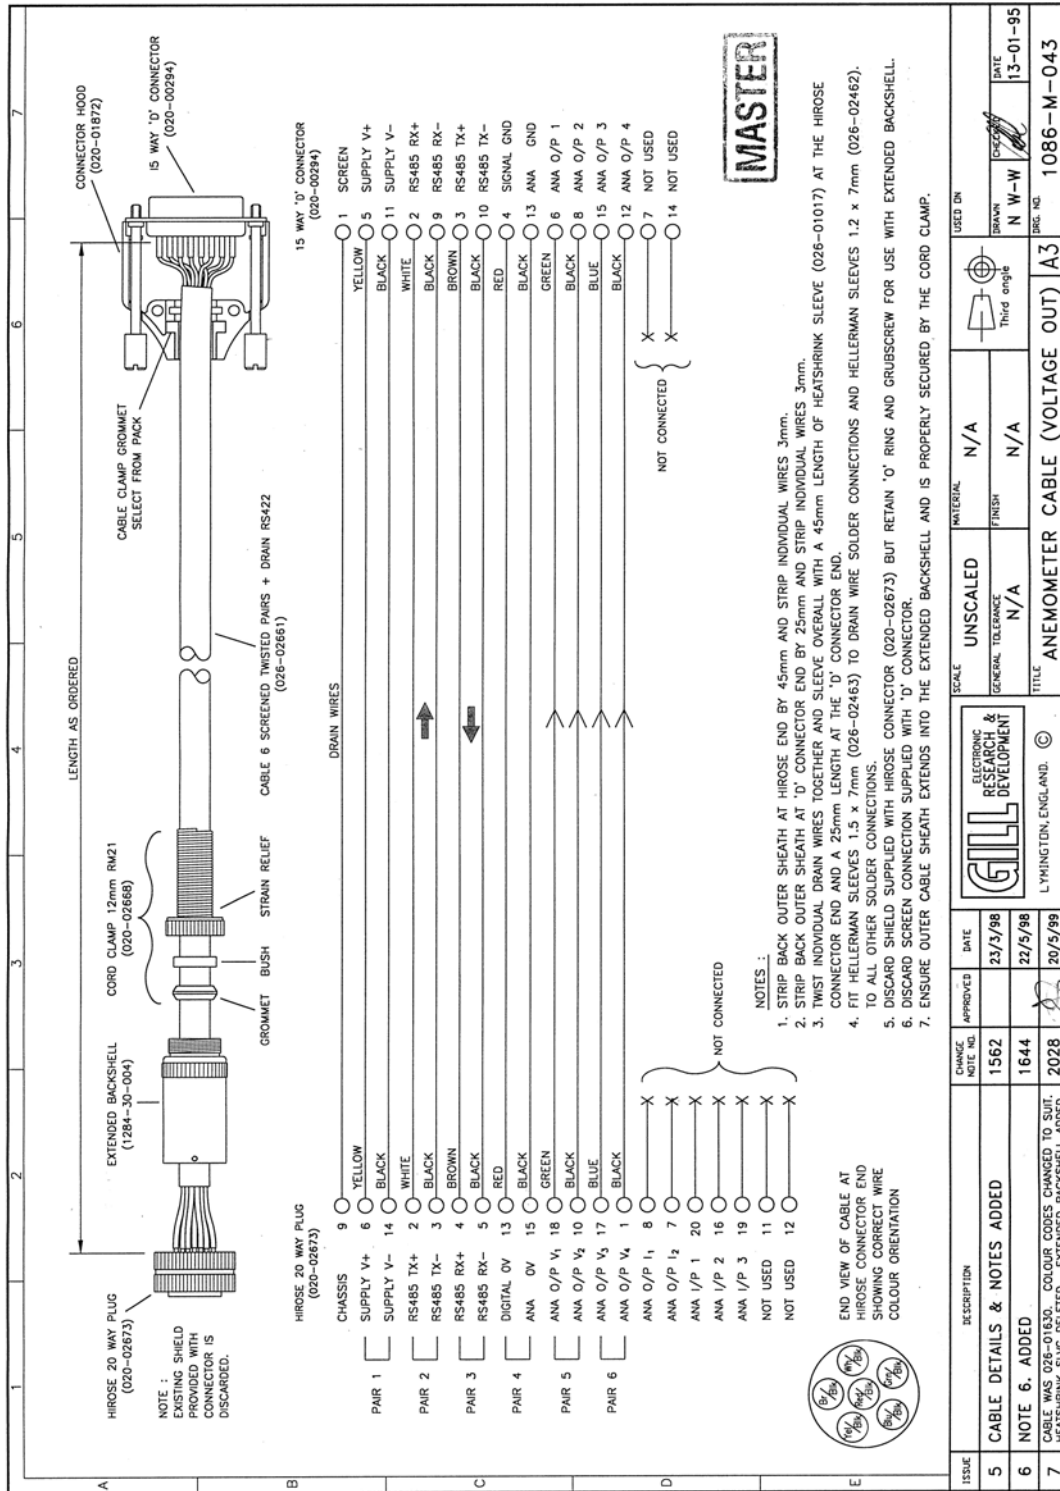 1
2
3
4
5
6
7
A
B
C
D
E
LENGTH AS ORDERED
HIROSE 20 WAY PLUG
(020-02673)
NOTE :
EXISTING SHIELD
PROVIDED WITH
CONNECTOR IS
DISCARDED.
EXTENDED BACKSHELL
(1284-30-004)
CORD CLAMP 12mm RM21
(020-02668)
GROMMET
BUSH
STRAIN RELIEF
CABLE 6 SCREENED TWISTED PAIRS + DRAIN RS422
(026-02661)
CABLE CLAMP GROMMET
SELECT FROM PACK
CONNECTOR HOOD
(020-01872)
15 WAY 'D' CONNECTOR
(020-00294)
HIROSE 20 WAY PLUG
(020-02673)
15 WAY 'D' CONNECTOR
(020-00294)
CHASSIS 9 DRAIN WIRES 1 SCREEN
PAIR 1
SUPPLY V+ 6 YELLOW YELLOW 5 SUPPLY V+
SUPPLY V- 14 BLACK BLACK 11 SUPPLY V-
PAIR 2
RS485 TX+ 2 WHITE WHITE 2 RS485 RX+
RS485 TX- 3 BLACK BLACK 9 RS485 RX-
PAIR 3
RS485 RX+ 4 BROWN BROWN 3 RS485 TX+
RS485 RX- 5 BLACK BLACK 10 RS485 TX-
PAIR 4
DIGITAL 0V 13 RED RED 4 SIGNAL GND
ANA 0V 15 BLACK BLACK 13 ANA GND
PAIR 5
ANA O/P V1 18 GREEN GREEN 6 ANA O/P 1
ANA O/P V2 10 BLACK BLACK 8 ANA O/P 2
PAIR 6
ANA O/P V3 17 BLUE BLUE 15 ANA O/P 3
ANA O/P V4 1 BLACK BLACK 12 ANA O/P 4
ANA O/P I1 8 X X 7 NOT USED
ANA O/P I2 7 X X 14 NOT USED
ANA I/P 1 20 X
ANA I/P 2 16 X
ANA I/P 3 19 X
NOT USED 11 X
NOT USED 12 X
NOT CONNECTED
NOT CONNECTED
MASTER
END VIEW OF CABLE AT
HIROSE CONNECTOR END
SHOWING CORRECT WIRE
COLOUR ORIENTATION
Br/Blk
Wh/Blk
Yel/Blk
Red/Blk
Grn/Blk
Blu/Blk
NOTES :
1. STRIP BACK OUTER SHEATH AT HIROSE END BY 45mm AND STRIP INDIVIDUAL WIRES 3mm.
2. STRIP BACK OUTER SHEATH AT 'D' CONNECTOR END BY 25mm AND STRIP INDIVIDUAL WIRES 3mm.
3. TWIST INDIVIDUAL DRAIN WIRES TOGETHER AND SLEEVE OVERALL WITH A 45mm LENGTH OF HEATSHRINK SLEEVE (026-01017) AT THE HIROSE
CONNECTOR END AND A 25mm LENGTH AT THE 'D' CONNECTOR END.
4. FIT HELLERMAN SLEEVES 1.5 x 7mm (026-02463) TO DRAIN WIRE SOLDER CONNECTIONS AND HELLERMAN SLEEVES 1.2 x 7mm (026-02462).
TO ALL OTHER SOLDER CONNECTIONS.
5. DISCARD SHIELD SUPPLIED WITH HIROSE CONNECTOR (020-02673) BUT RETAIN 'O' RING AND GRUBSCREW FOR USE WITH EXTENDED BACKSHELL.
6. DISCARD SCREEN CONNECTION SUPPLIED WITH 'D' CONNECTOR.
7. ENSURE OUTER CABLE SHEATH EXTENDS INTO THE EXTENDED BACKSHELL AND IS PROPERLY SECURED BY THE CORD CLAMP.
ISSUE DESCRIPTION CHANGE NOTE NO. APPROVED DATE
5 CABLE DETAILS & NOTES ADDED 1562 23/3/98
6 NOTE 6. ADDED 1644 22/5/98
7 CABLE WAS 026-01630. COLOUR CODES CHANGED TO SUIT. 2028 20/5/99
GILL
ELECTRONIC
RESEARCH &
DEVELOPMENT
LYMINGTON, ENGLAND. ©
SCALE UNSCALED
MATERIAL N/A
GENERAL TOLERANCE N/A
FINISH N/A
Third angle
USED ON
DRAWN N W-W
CHECKED
DATE 13-01-95
TITLE ANEMOMETER CABLE (VOLTAGE OUT)
A3
DRG. NO. 1086-M-043